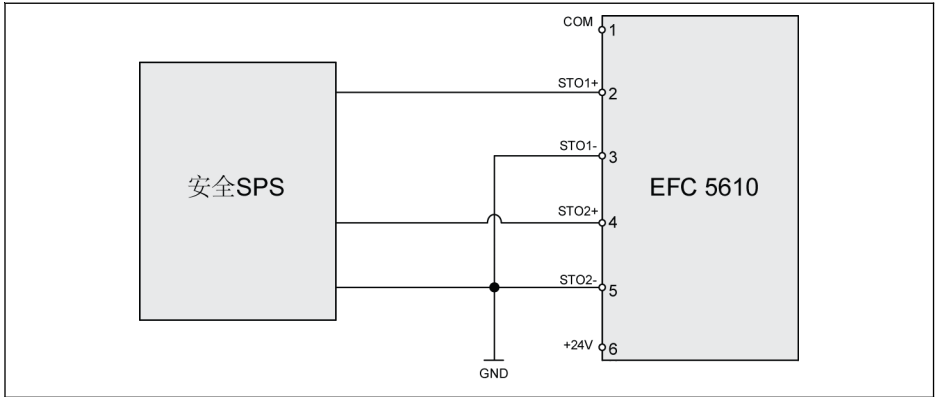 COM
1
STO1+
2
STO1-
3
安全SPS
EFC 5610
STO2+
4
STO2-
5
+24V
6
GND